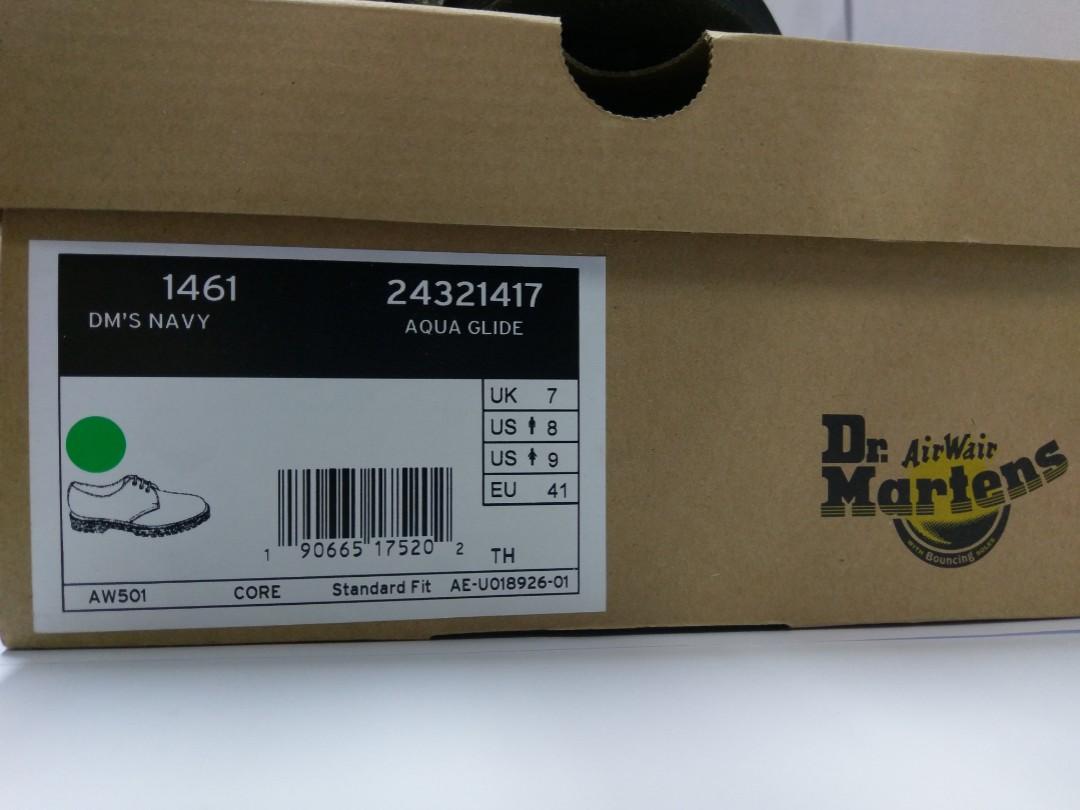 1461 24321417
DM'S NAVY AQUA GLIDE
UK 7
US 8
US 9
EU 41
1 90665 17520 2 TH
AW501 CORE Standard Fit AE-U018926-01
Dr. AirWair
Martens
WITH Bouncing SOLES